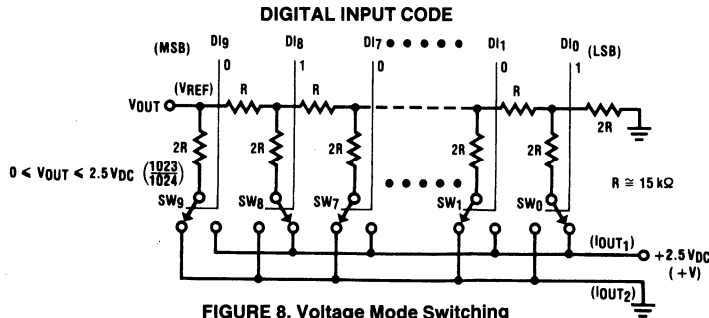 DIGITAL INPUT CODE
(MSB) DI9 DI8 DI7 DI1 DI0 (LSB)
0 1 0 0 1
(VREF) R R R
VOUT
2R 2R 2R 2R 2R 2R
0 < VOUT < 2.5 VDC (1023/1024)
R ≅ 15 kΩ
SW9 SW8 SW7 SW1 SW0
(IOUT1) +2.5 VDC
(+V)
(IOUT2)
FIGURE 8. Voltage Mode Switching